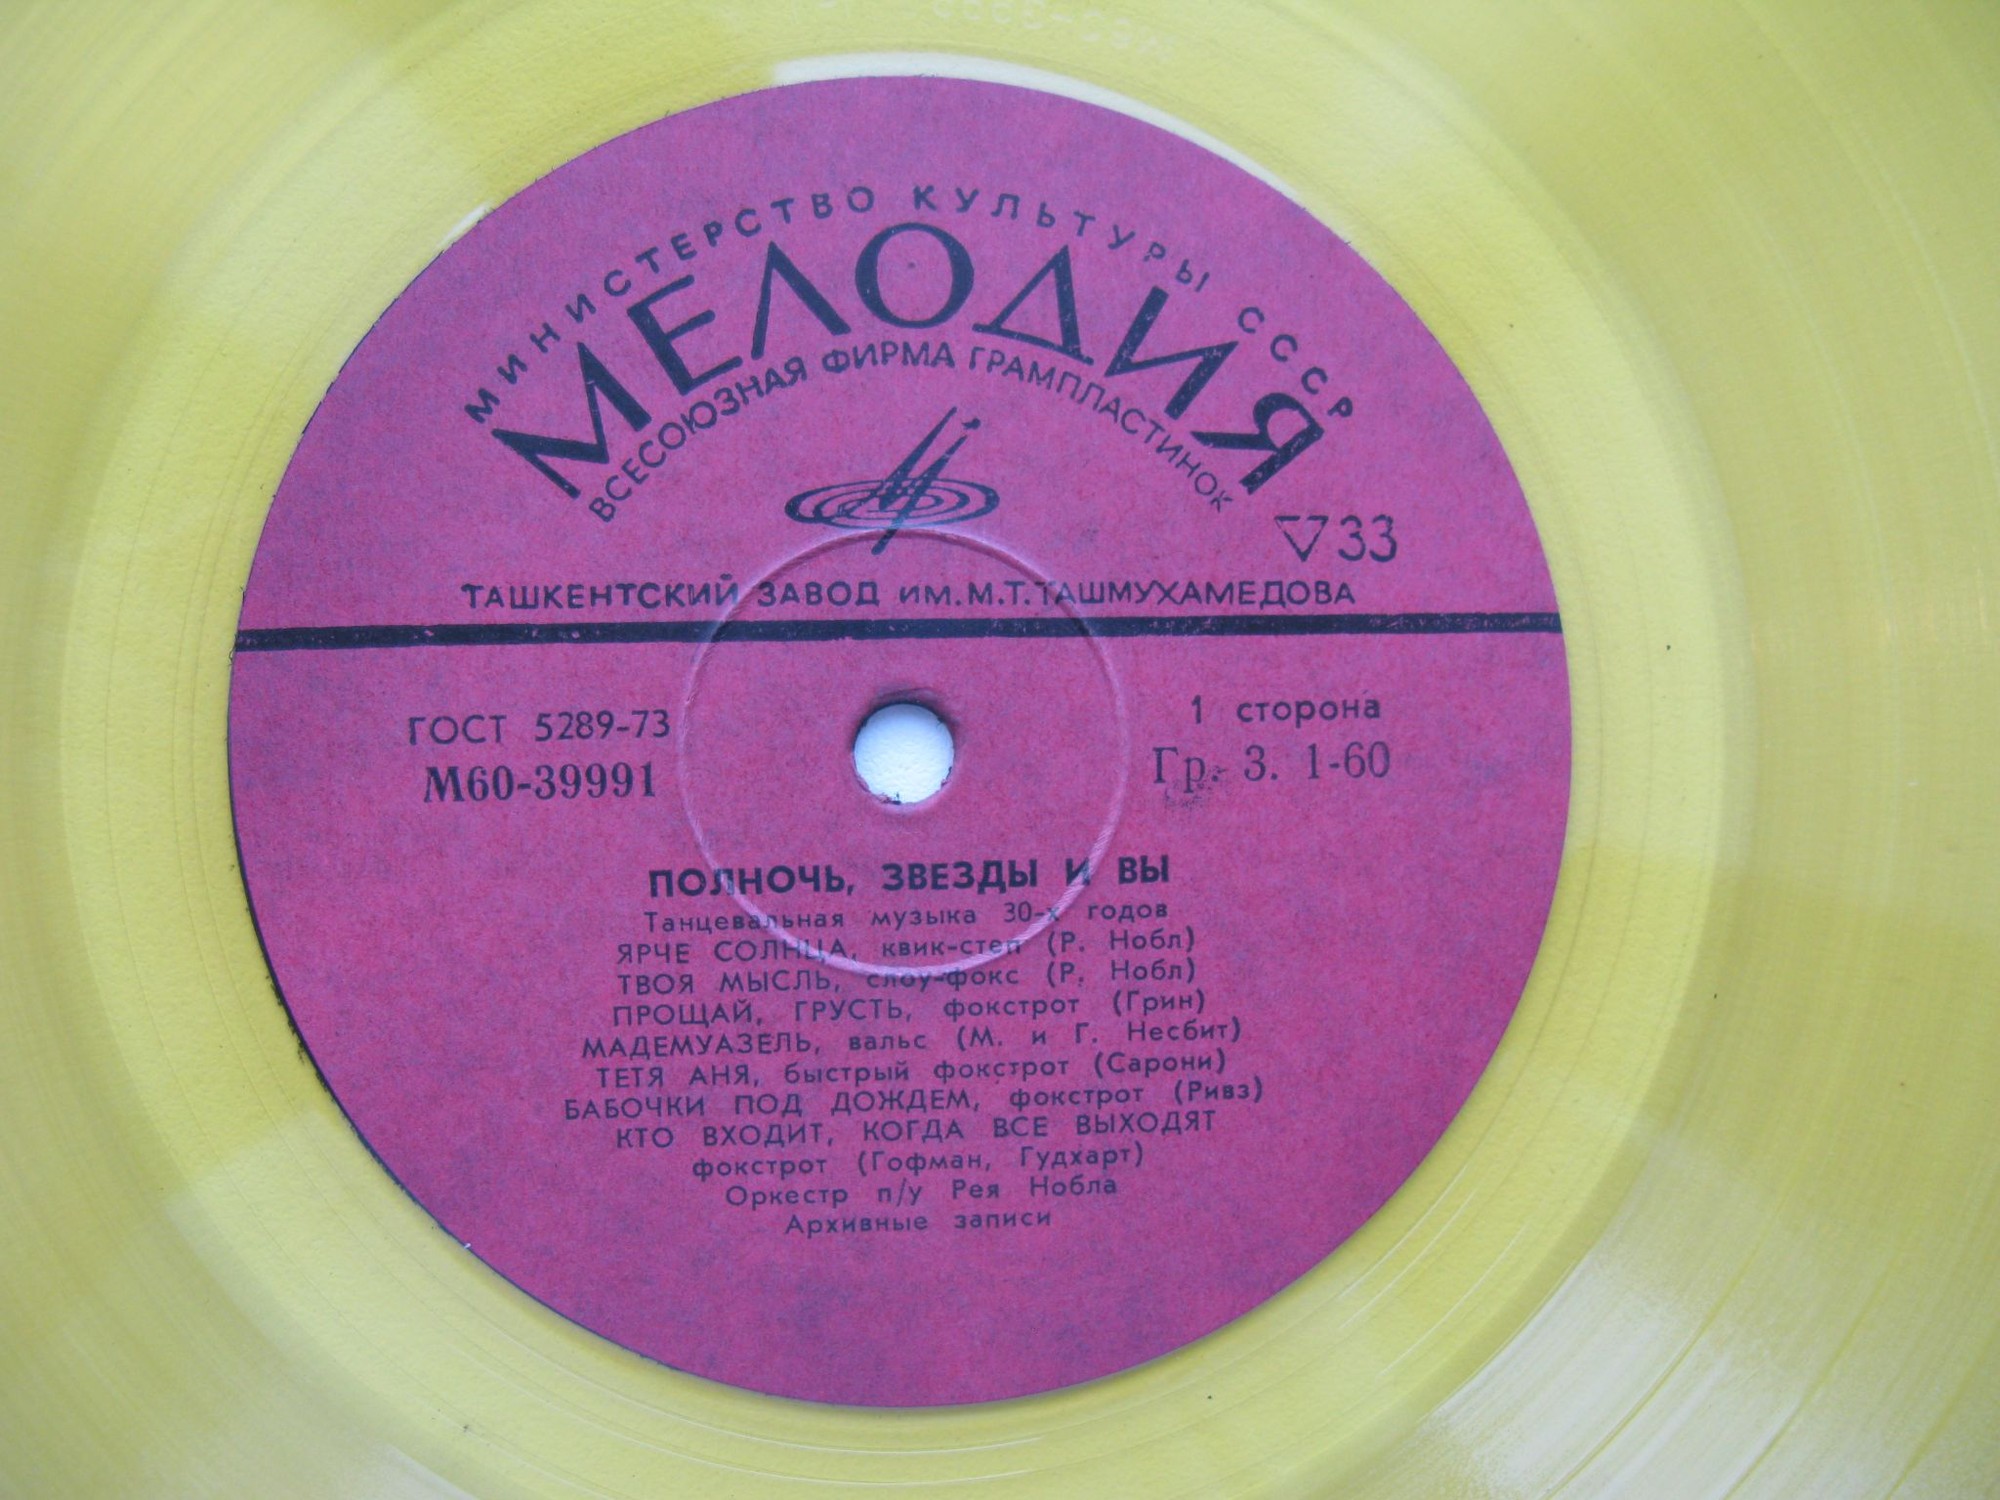 МИНИСТЕРСТВО КУЛЬТУРЫ СССР
МЕЛОДИЯ
ВСЕСОЮЗНАЯ ФИРМА ГРАМПЛАСТИНОК
▽33
ТАШКЕНТСКИЙ ЗАВОД ИМ.М.Т.ТАШМУХАМЕДОВА
ГОСТ 5289-73
М60-39991
1 сторона
Гр. 3. 1-60
ПОЛНОЧЬ, ЗВЕЗДЫ И ВЫ
Танцевальная музыка 30-х годов
ЯРЧЕ СОЛНЦА, квик-степ (Р. Нобл)
ТВОЯ МЫСЛЬ, слоу-фокс (Р. Нобл)
ПРОЩАЙ, ГРУСТЬ, фокстрот (Грин)
МАДЕМУАЗЕЛЬ, вальс (М. и Г. Несбит)
ТЕТЯ АНЯ, быстрый фокстрот (Сарони)
БАБОЧКИ ПОД ДОЖДЕМ, фокстрот (Ривз)
КТО ВХОДИТ, КОГДА ВСЕ ВЫХОДЯТ
фокстрот (Гофман, Гудхарт)
Оркестр п/у Рея Нобла
Архивные записи